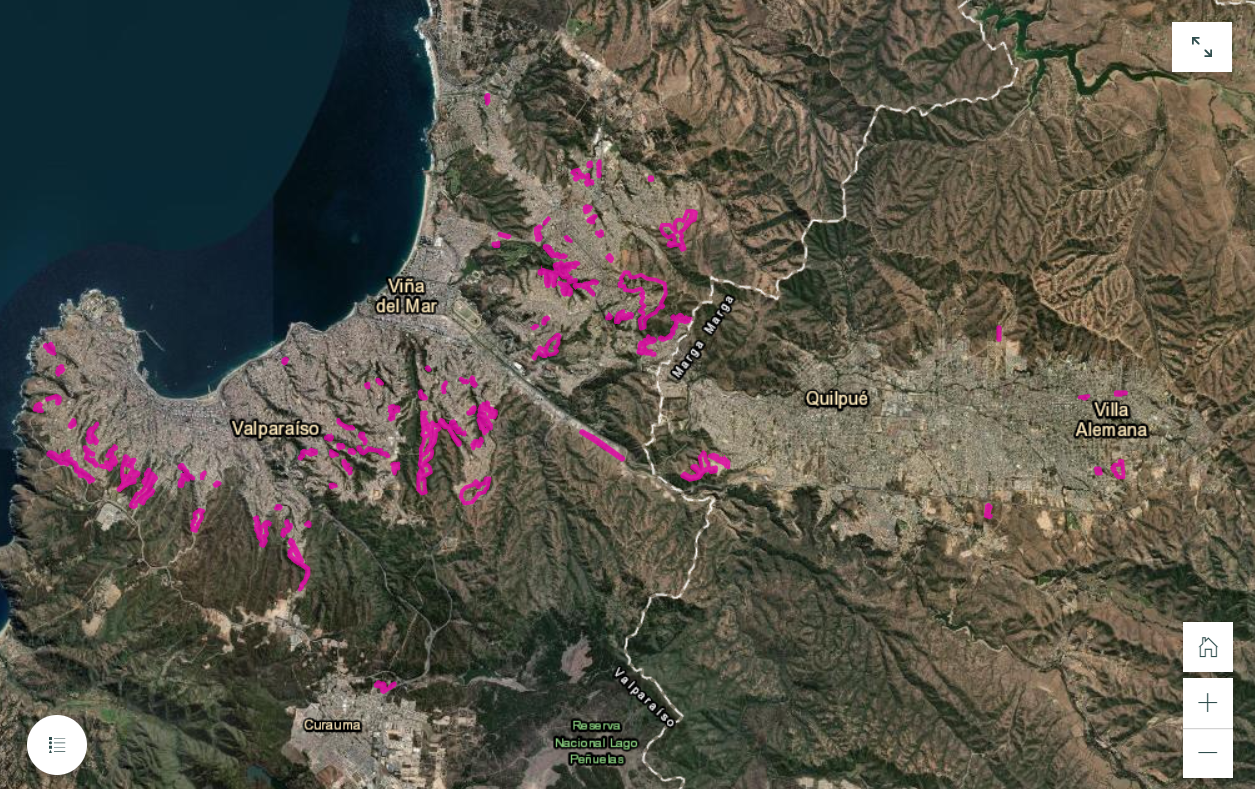 Viña
del Mar
Marga Marga
Quilpué
Villa
Alemana
Valparaíso
Valparaíso
Curauma
Reserva
Nacional Lago
Peñuelas